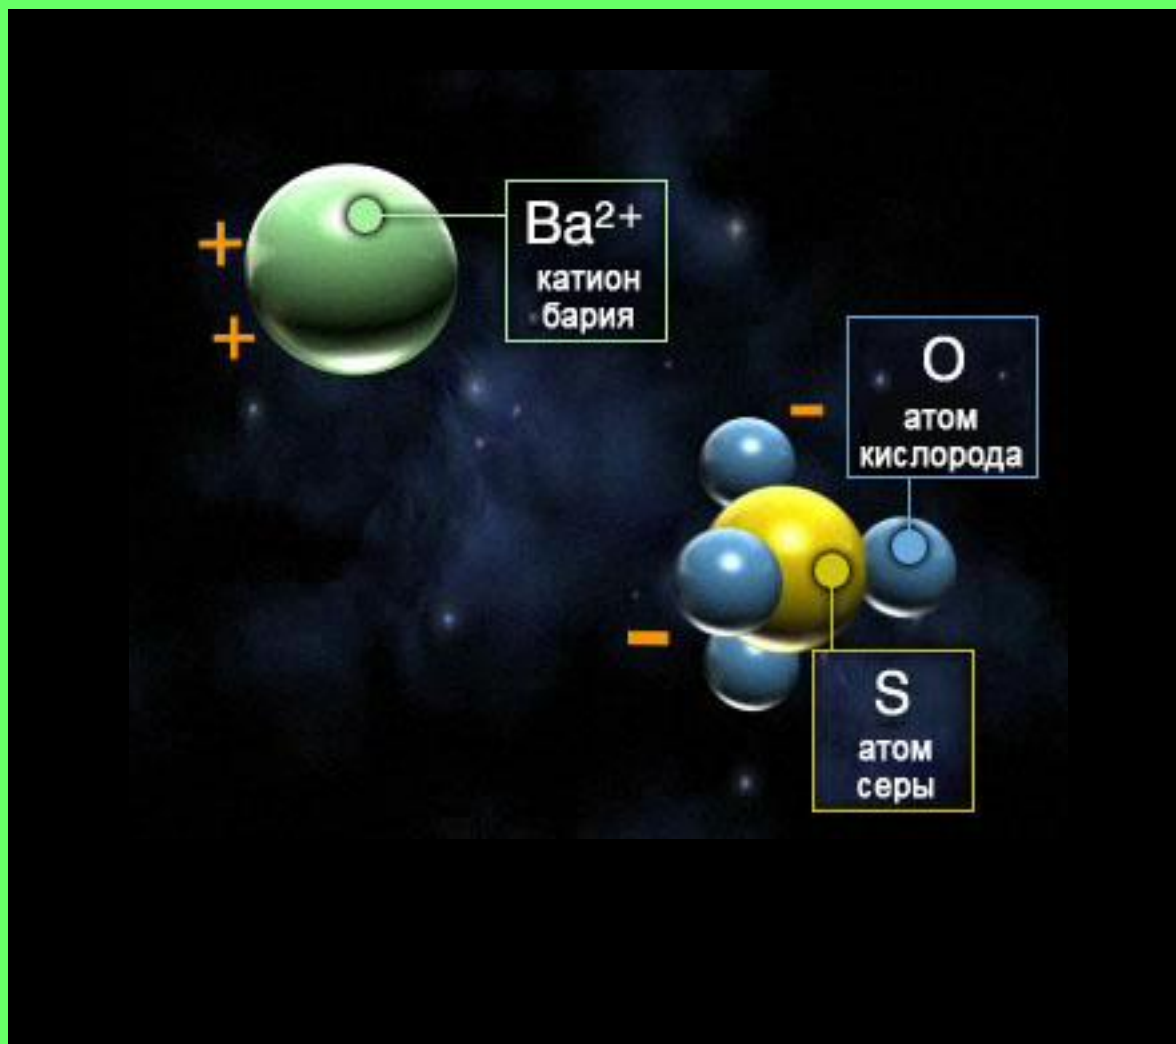 Ba²⁺
катион
бария
O
атом
кислорода
S
атом
серы
+
+
-
-